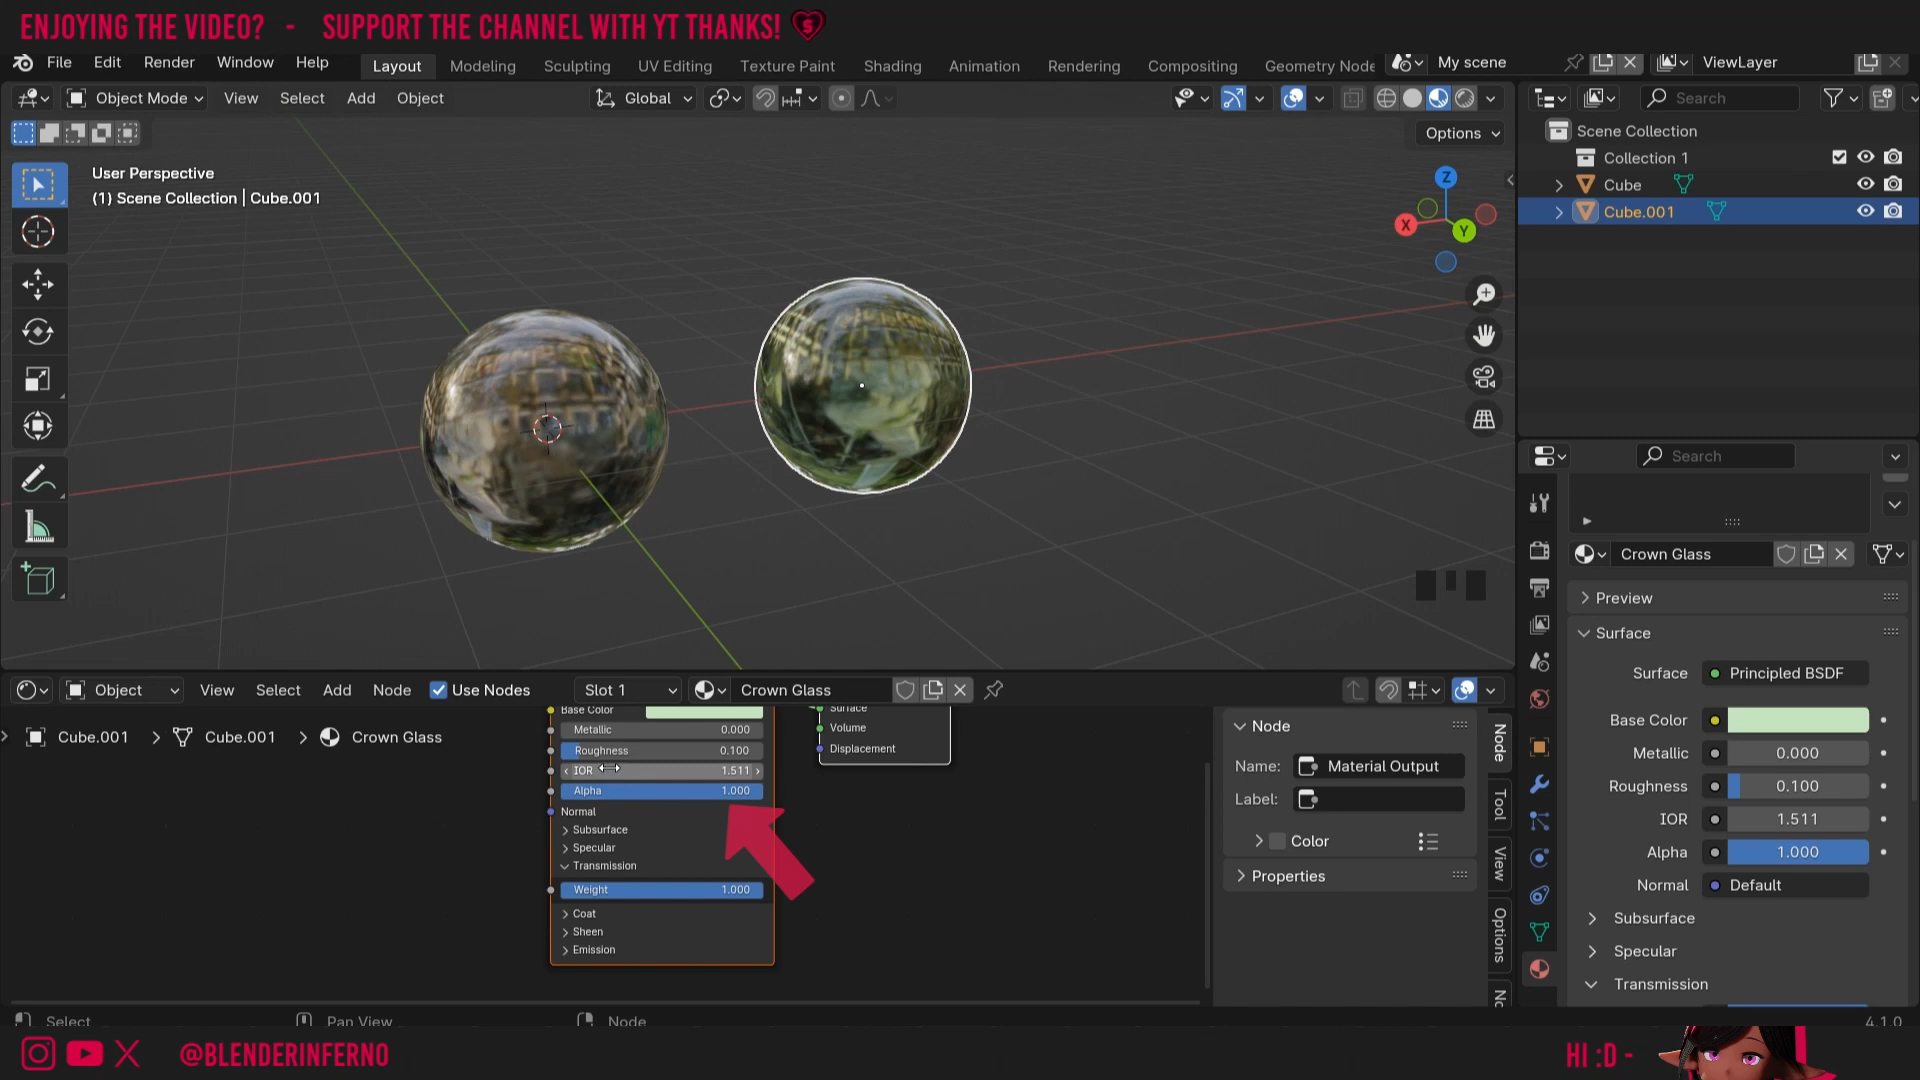 ENJOYING THE VIDEO? - SUPPORT THE CHANNEL WITH YT THANKS!
File Edit Render Window Help Layout Modeling Sculpting UV Editing Texture Paint Shading Animation Rendering Compositing Geometry Node My scene ViewLayer
Object Mode View Select Add Object Global Search
Options
Scene Collection
Collection 1
Cube
Cube.001
User Perspective
(1) Scene Collection | Cube.001
Z
X
Y
Search
Crown Glass
Preview
Surface
Surface Principled BSDF
Base Color
Metallic 0.000
Roughness 0.100
IOR 1.511
Alpha 1.000
Normal Default
Subsurface
Specular
Transmission
Object View Select Add Node Use Nodes Slot 1 Crown Glass
Cube.001 > Cube.001 > Crown Glass
Base Color
Metallic 0.000
Roughness 0.100
IOR 1.511
Alpha 1.000
Normal
Subsurface
Specular
Transmission
Weight 1.000
Coat
Sheen
Emission
Surface
Volume
Displacement
Node
Name: Material Output
Label:
Color
Properties
Node
Tool
View
Options
Select Pan View Node 4.1.0
@BLENDERINFERNO HI :D -